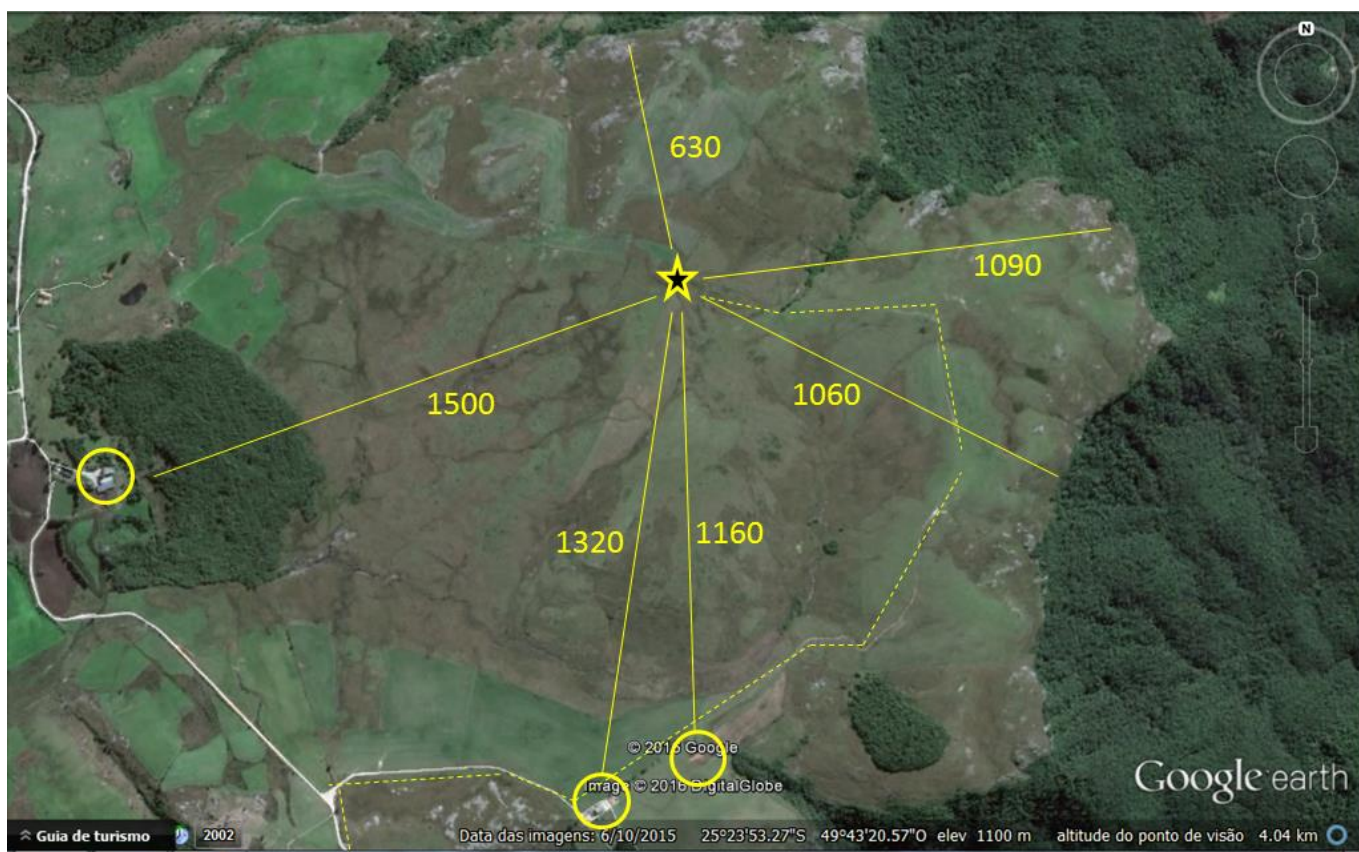 N
630
1090
1500
1060
1320
1160
© 2016 Google
Image © 2016 DigitalGlobe
Google earth
Guia de turismo
2002
Data das imagens: 6/10/2015 25°23'53.27"S 49°43'20.57"O elev 1100 m altitude do ponto de visão 4.04 km